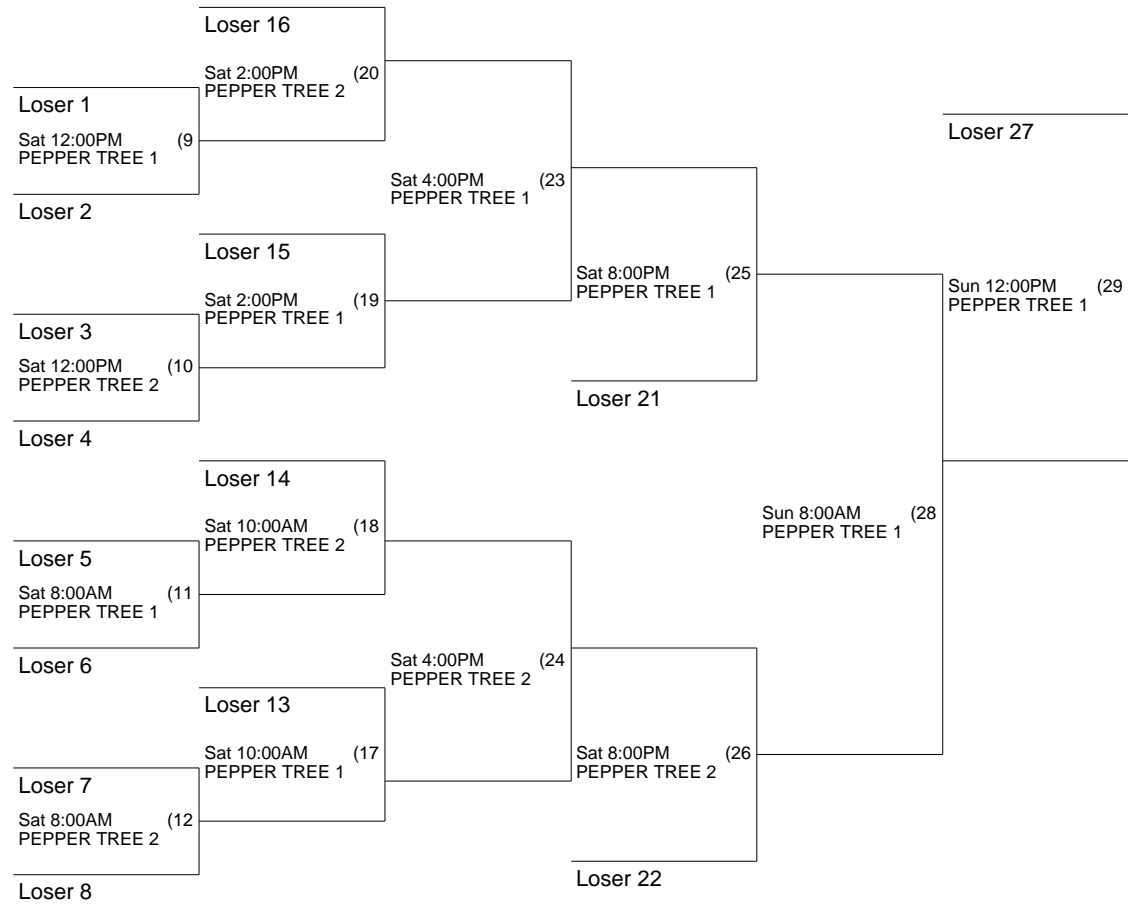 Loser 16
Sat 2:00PM (20
PEPPER TREE 2
Loser 1
Sat 12:00PM (9
PEPPER TREE 1
Loser 2
Loser 27
Sat 4:00PM (23
PEPPER TREE 1
Loser 15
Sat 2:00PM (19
PEPPER TREE 1
Sat 8:00PM (25
PEPPER TREE 1
Sun 12:00PM (29
PEPPER TREE 1
Loser 3
Sat 12:00PM (10
PEPPER TREE 2
Loser 4
Loser 21
Loser 14
Sat 10:00AM (18
PEPPER TREE 2
Sun 8:00AM (28
PEPPER TREE 1
Loser 5
Sat 8:00AM (11
PEPPER TREE 1
Loser 6
Sat 4:00PM (24
PEPPER TREE 2
Loser 13
Sat 10:00AM (17
PEPPER TREE 1
Sat 8:00PM (26
PEPPER TREE 2
Loser 7
Sat 8:00AM (12
PEPPER TREE 2
Loser 8
Loser 22